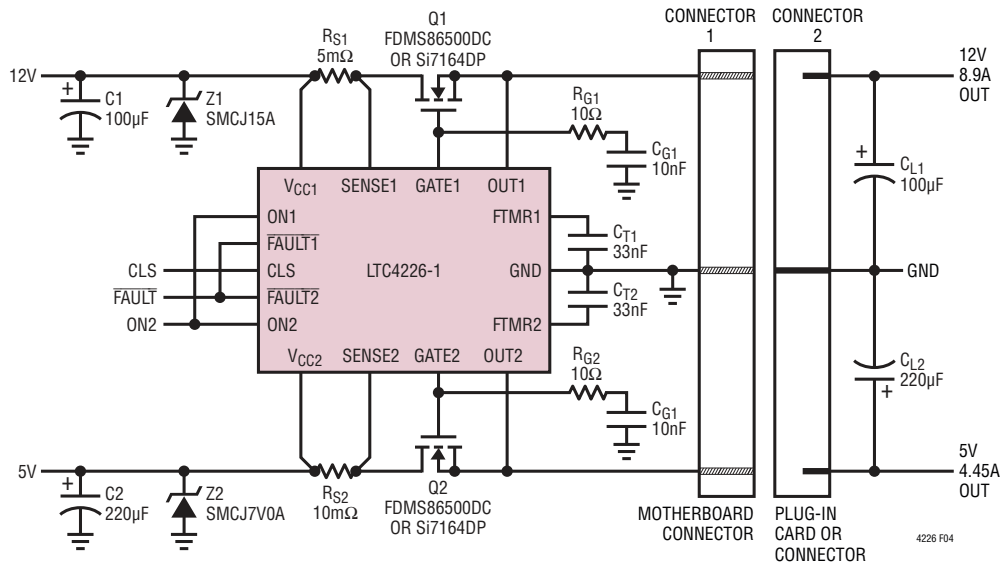 CONNECTOR
1
CONNECTOR
2
Q1
FDMS86500DC
OR Si7164DP
RS1
5mΩ
12V
12V
8.9A
OUT
C1
100µF
+
Z1
SMCJ15A
RG1
10Ω
CG1
10nF
+
CL1
100µF
VCC1
SENSE1
GATE1
OUT1
ON1
FAULT1
CLS
FAULT2
ON2
LTC4226-1
FTMR1
GND
FTMR2
CT1
33nF
CT2
33nF
CLS
FAULT
ON2
GND
VCC2
SENSE2
GATE2
OUT2
RG2
10Ω
CG1
10nF
CL2
220µF
+
5V
5V
4.45A
OUT
+
C2
220µF
Z2
SMCJ7V0A
RS2
10mΩ
Q2
FDMS86500DC
OR Si7164DP
MOTHERBOARD
CONNECTOR
PLUG-IN
CARD OR
CONNECTOR
4226 F04